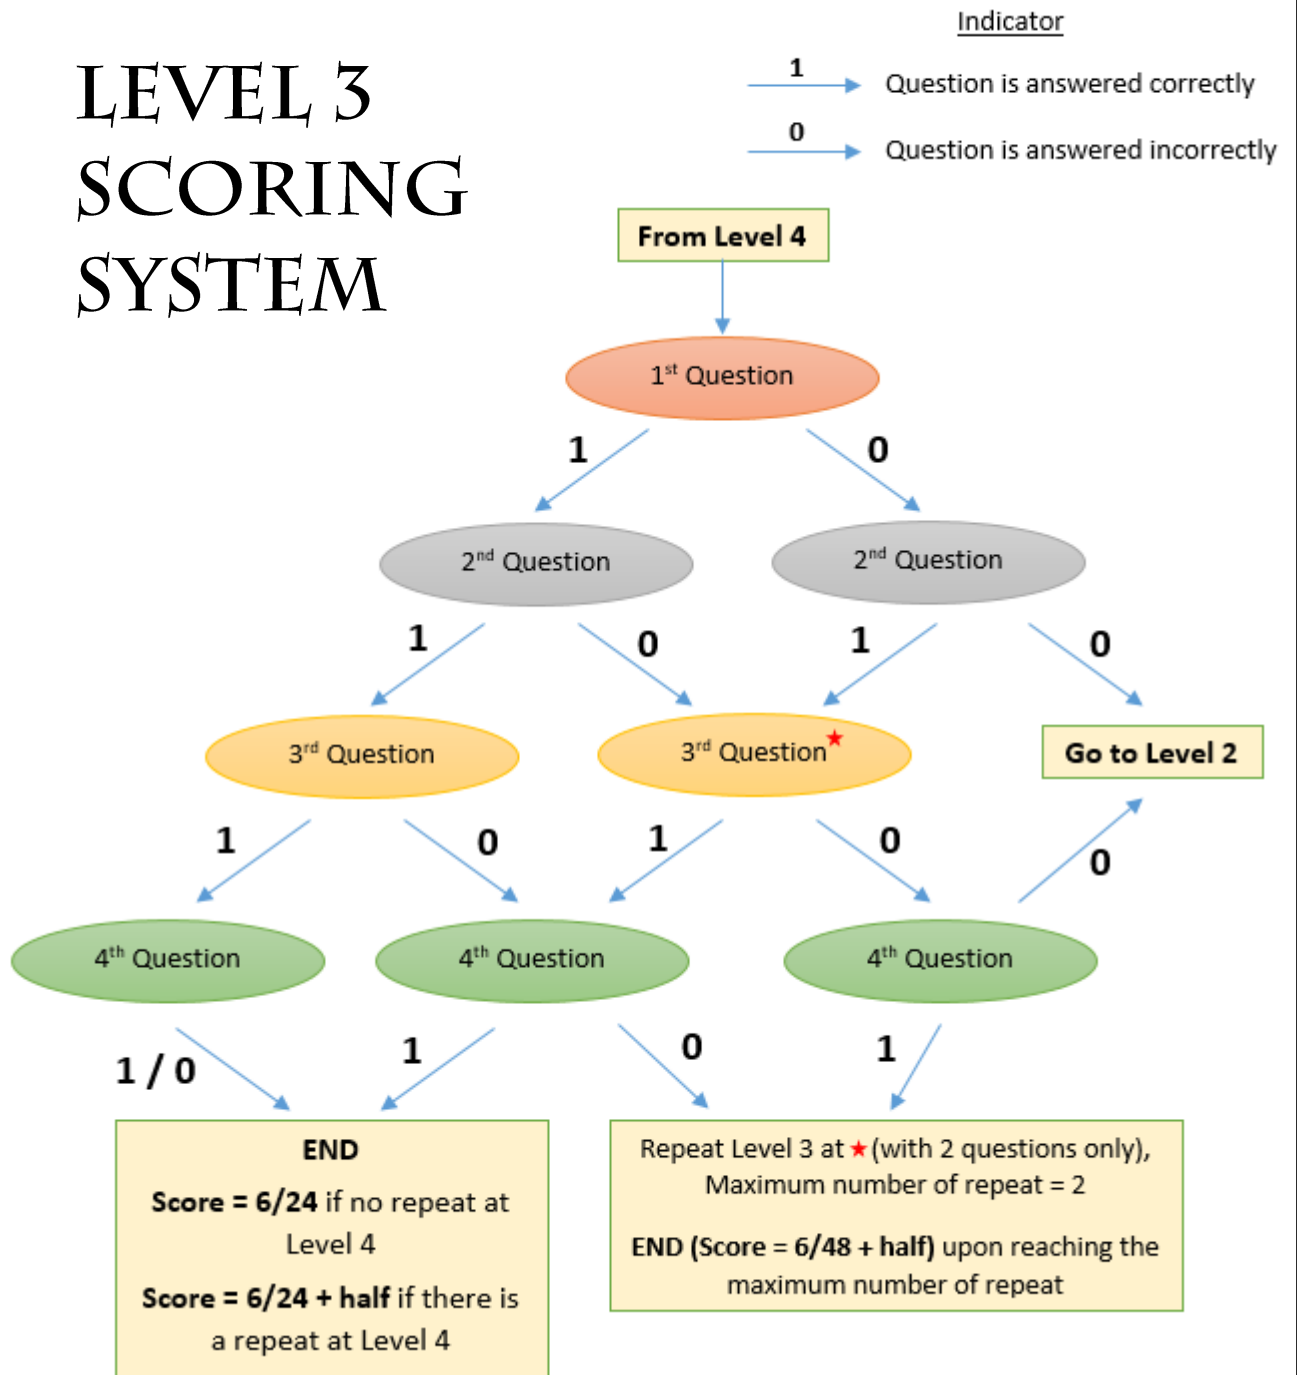 Indicator
1
Question is answered correctly
0
Question is answered incorrectly
LEVEL 3
SCORING
SYSTEM
From Level 4
1st Question
1
0
2nd Question
2nd Question
1
0
1
0
3rd Question
3rd Question★
Go to Level 2
1
0
1
0
0
4th Question
4th Question
4th Question
1 / 0
1
0
1
END
Score = 6/24 if no repeat at
Level 4
Score = 6/24 + half if there is
a repeat at Level 4
Repeat Level 3 at ★ (with 2 questions only),
Maximum number of repeat = 2
END (Score = 6/48 + half) upon reaching the
maximum number of repeat